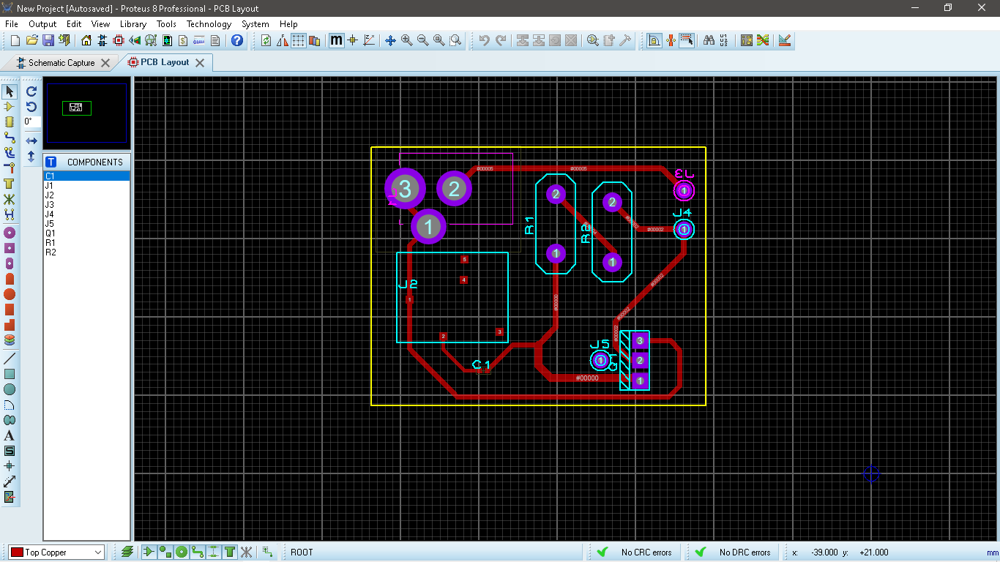 New Project [Autosaved] - Proteus 8 Professional - PCB Layout
File Output Edit View Library Tools Technology System Help
Schematic Capture
PCB Layout
0°
T COMPONENTS
C1
J1
J2
J3
J4
J5
Q1
R1
R2
#00005 #00005
J3
3 2 2 2 1
J4
1
1
R1
R2
#00002
#00002
1 1
5
4
J2
1
#00002
#00000
#00002
#00002
3
2
J5
3
1
Q1
2
C1
#00000
1
Top Copper
ROOT
No CRC errors
No DRC errors
x: -39.000 y: +21.000
mm